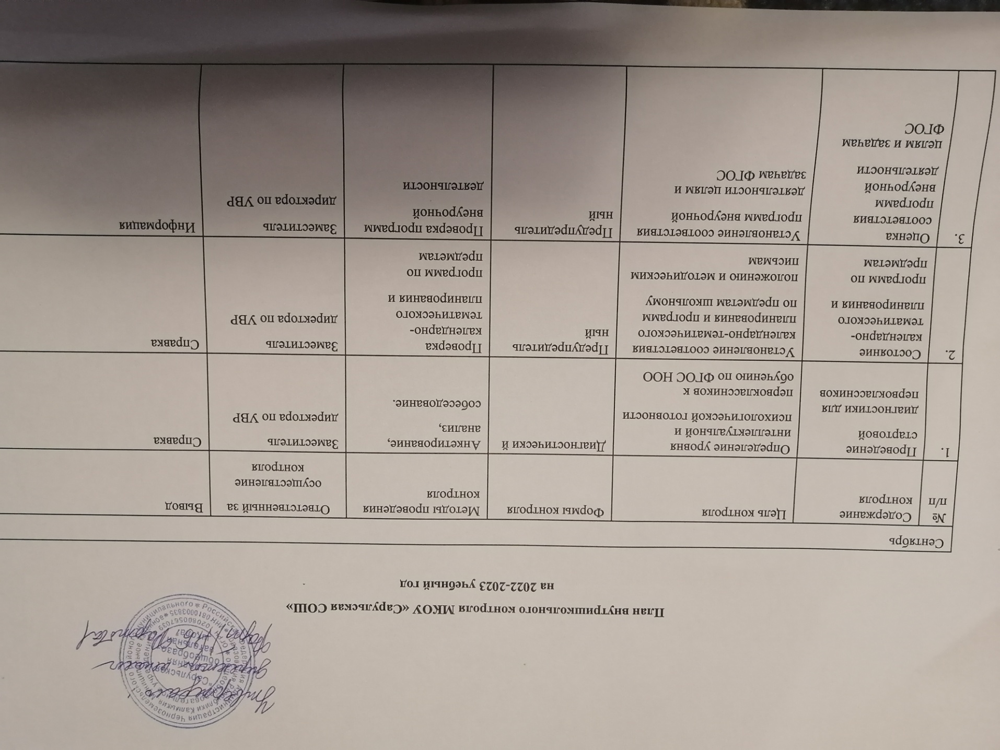 Утверждаю
директор школы
План внутришкольного контроля МКОУ «Сарульская СОШ»
на 2022-2023 учебный год
Сентябрь
№ п/п
Содержание
контроля
Цель контроля
Формы контроля
Методы проведения
контроля
Ответственный за
осуществление
контроля
Вывод
1.
Проведение
стартовой
диагностики для
первоклассников
Определение уровня
интеллектуальной и
психологической готовности
первоклассников к
обучению по ФГОС НОО
Диагностически й
Анкетирование,
анализ,
собеседование.
Заместитель
директора по УВР
Справка
2.
Состояние
календарно-
тематического
планирования и
программ по
предметам
Установление соответствия
календарно-тематического
планирования и программ
по предметам школьному
положению и методическим
письмам
Предупредитель
ный
Проверка
календарно-
тематического
планирования и
программ по
предметам
Заместитель
директора по УВР
Справка
3.
Оценка
соответствия
программ
внеурочной
деятельности
целям и задачам
ФГОС
Установление соответствия
программ внеурочной
деятельности целям и
задачам ФГОС
Предупредитель
ный
Проверка программ
внеурочной
деятельности
Заместитель
директора по УВР
Информация